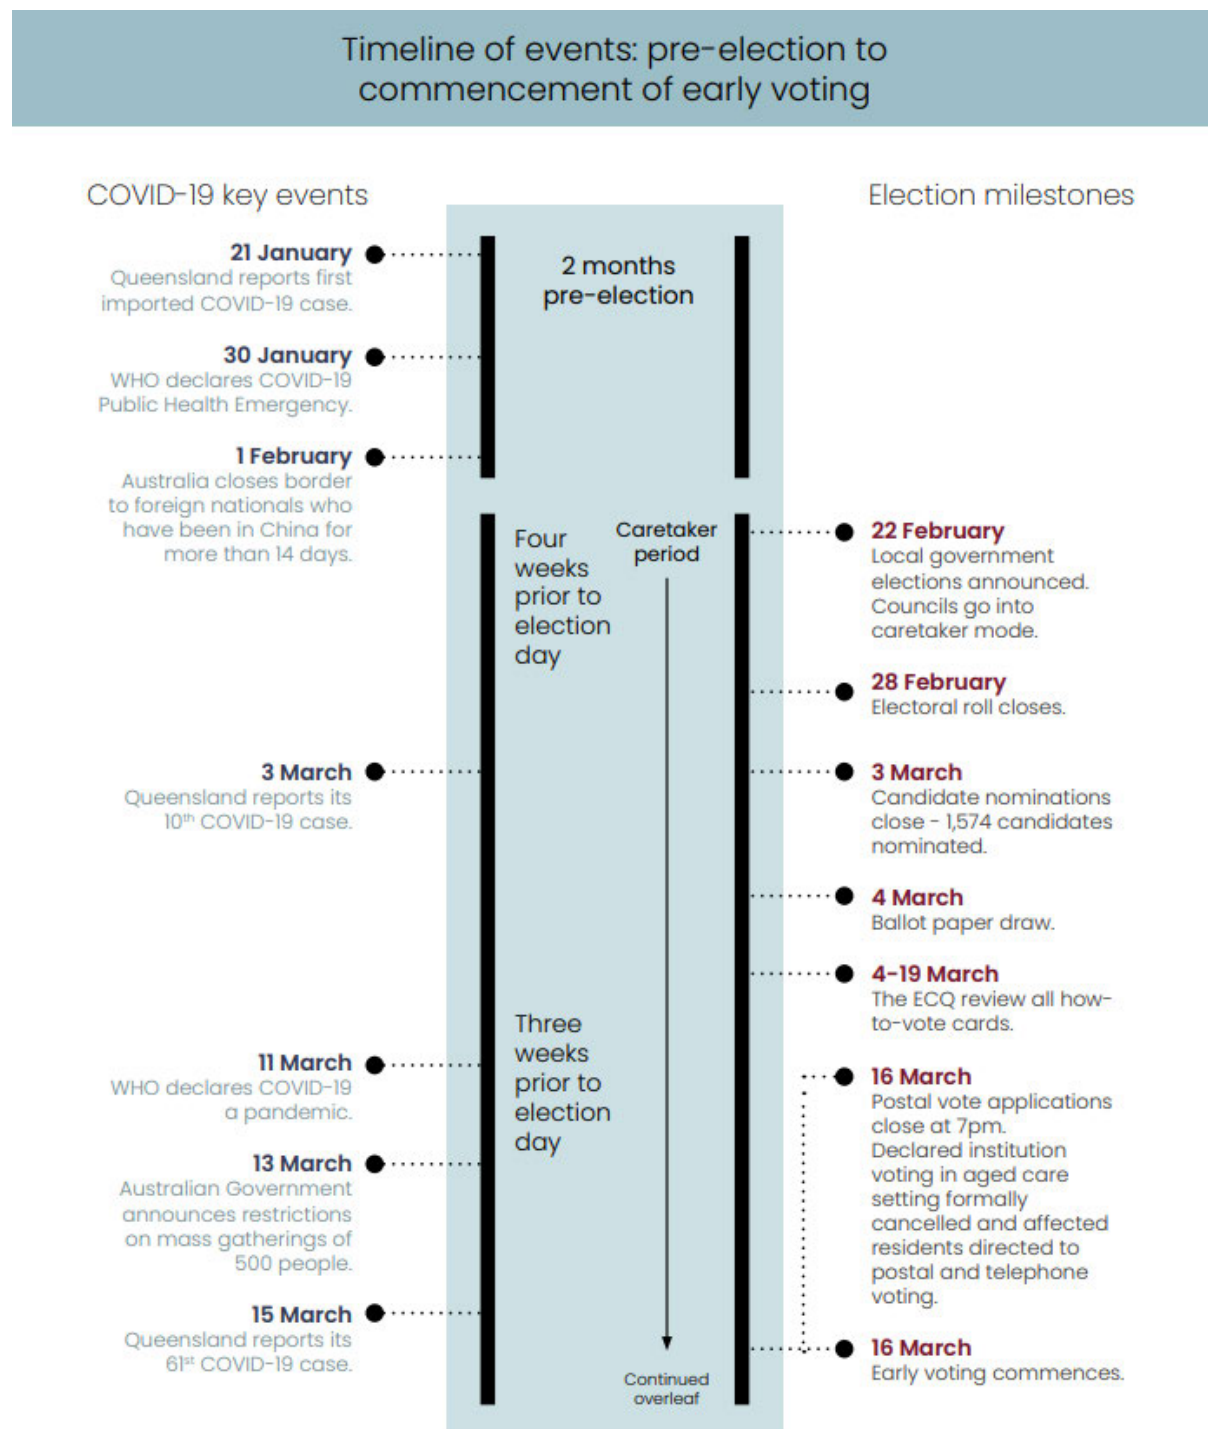 Timeline of events: pre-election to
commencement of early voting
COVID-19 key events
21 January
Queensland reports first
imported COVID-19 case.
30 January
WHO declares COVID-19
Public Health Emergency.
1 February
Australia closes border
to foreign nationals who
have been in China for
more than 14 days.
3 March
Queensland reports its
10th COVID-19 case.
11 March
WHO declares COVID-19
a pandemic.
13 March
Australian Government
announces restrictions
on mass gatherings of
500 people.
15 March
Queensland reports its
61st COVID-19 case.
2 months
pre-election
Four
weeks
prior to
election
day
Caretaker
period
Three
weeks
prior to
election
day
Continued
overleaf
Election milestones
22 February
Local government
elections announced.
Councils go into
caretaker mode.
28 February
Electoral roll closes.
3 March
Candidate nominations
close - 1,574 candidates
nominated.
4 March
Ballot paper draw.
4-19 March
The ECQ review all how-
to-vote cards.
16 March
Postal vote applications
close at 7pm.
Declared institution
voting in aged care
setting formally
cancelled and affected
residents directed to
postal and telephone
voting.
16 March
Early voting commences.